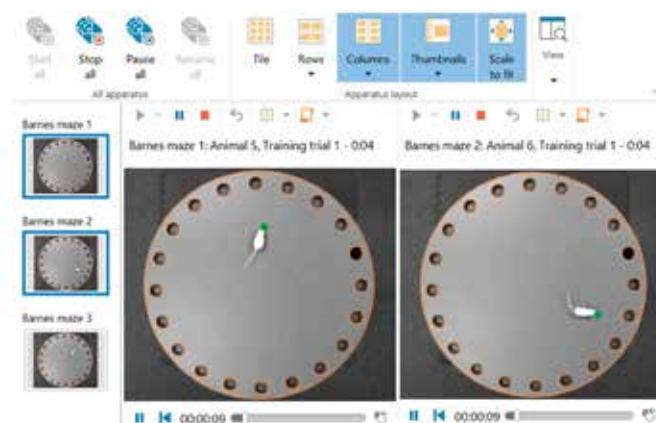 Start all
Stop all
Pause all
Resume all
Tile
Rows
Columns
Thumbnails
Scale to fit
View
All apparatus
Apparatus layout
Barnes maze 1
Barnes maze 2
Barnes maze 3
Barnes maze 1: Animal 5, Training trial 1 - 0:04
Barnes maze 2: Animal 6, Training trial 1 - 0:04
00:00:09
00:00:09